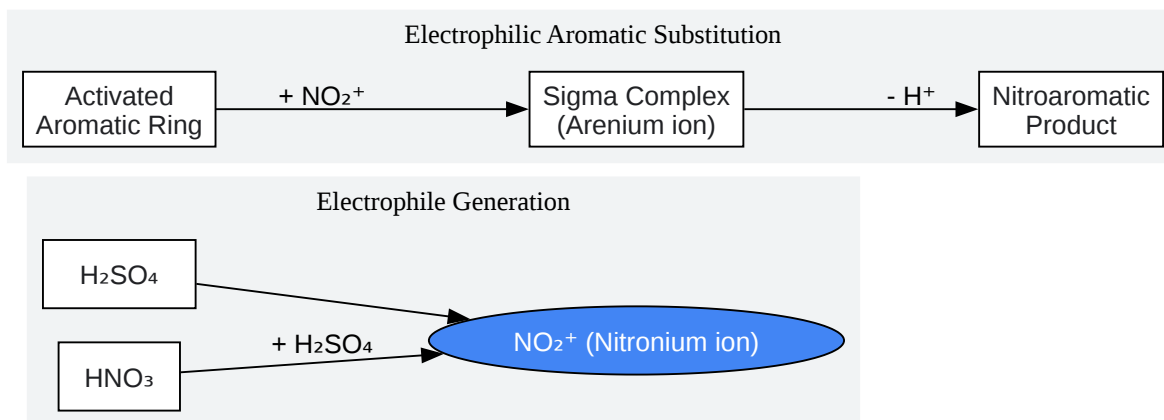 Electrophilic Aromatic Substitution
Activated
Aromatic Ring
+ NO₂⁺
Sigma Complex
(Arenium ion)
- H⁺
Nitroaromatic
Product
Electrophile Generation
H₂SO₄
+ H₂SO₄
NO₂⁺ (Nitronium ion)
HNO₃